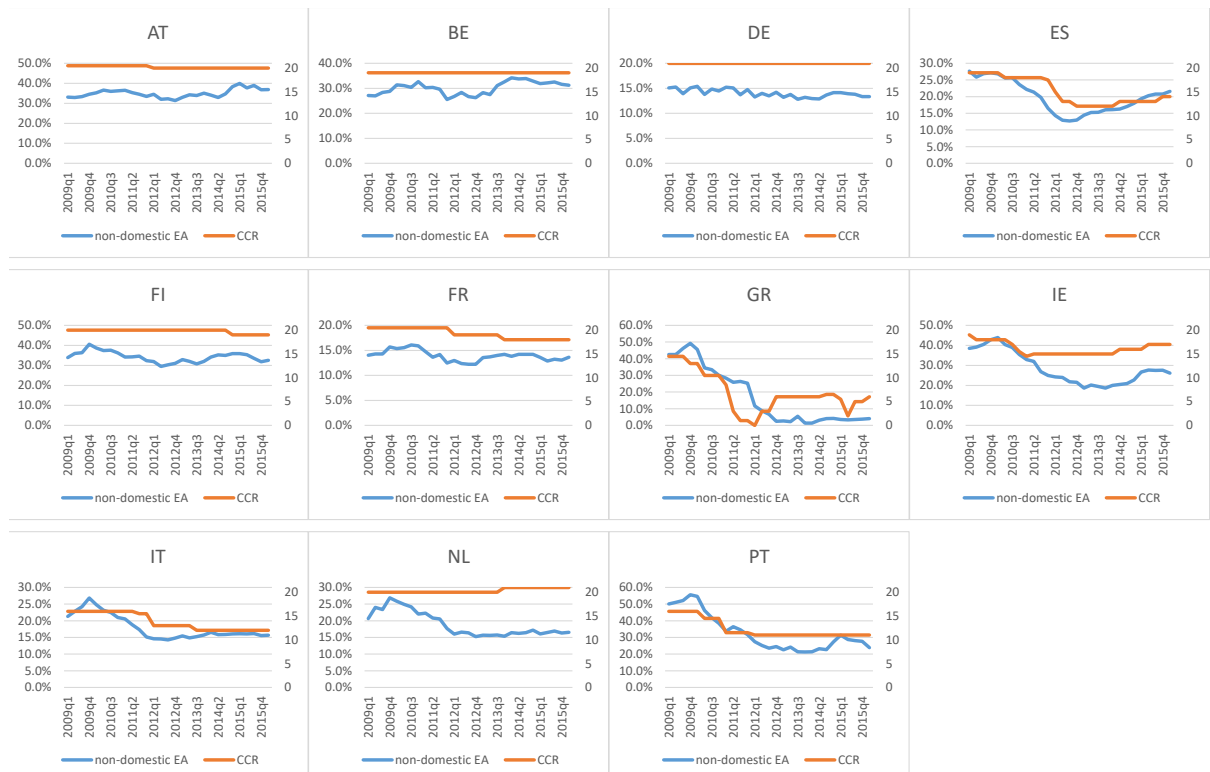 AT
50.0%
40.0%
30.0%
20.0%
10.0%
0.0%
20
15
10
5
0
2009q1
2009q4
2010q3
2011q2
2012q1
2012q4
2013q3
2014q2
2015q1
2015q4
non-domestic EA CCR
BE
40.0%
30.0%
20.0%
10.0%
0.0%
20
15
10
5
0
2009q1
2009q4
2010q3
2011q2
2012q1
2012q4
2013q3
2014q2
2015q1
2015q4
non-domestic EA CCR
DE
20.0%
15.0%
10.0%
5.0%
0.0%
20
15
10
5
0
2009q1
2009q4
2010q3
2011q2
2012q1
2012q4
2013q3
2014q2
2015q1
2015q4
non-domestic EA CCR
ES
30.0%
25.0%
20.0%
15.0%
10.0%
5.0%
0.0%
20
15
10
5
0
2009q1
2009q4
2010q3
2011q2
2012q1
2012q4
2013q3
2014q2
2015q1
2015q4
non-domestic EA CCR
FI
50.0%
40.0%
30.0%
20.0%
10.0%
0.0%
20
15
10
5
0
2009q1
2009q4
2010q3
2011q2
2012q1
2012q4
2013q3
2014q2
2015q1
2015q4
non-domestic EA CCR
FR
20.0%
15.0%
10.0%
5.0%
0.0%
20
15
10
5
0
2009q1
2009q4
2010q3
2011q2
2012q1
2012q4
2013q3
2014q2
2015q1
2015q4
non-domestic EA CCR
GR
60.0%
50.0%
40.0%
30.0%
20.0%
10.0%
0.0%
20
15
10
5
0
2009q1
2009q4
2010q3
2011q2
2012q1
2012q4
2013q3
2014q2
2015q1
2015q4
non-domestic EA CCR
IE
50.0%
40.0%
30.0%
20.0%
10.0%
0.0%
20
15
10
5
0
2009q1
2009q4
2010q3
2011q2
2012q1
2012q4
2013q3
2014q2
2015q1
2015q4
non-domestic EA CCR
IT
30.0%
25.0%
20.0%
15.0%
10.0%
5.0%
0.0%
20
15
10
5
0
2009q1
2009q4
2010q3
2011q2
2012q1
2012q4
2013q3
2014q2
2015q1
2015q4
non-domestic EA CCR
NL
30.0%
25.0%
20.0%
15.0%
10.0%
5.0%
0.0%
20
15
10
5
0
2009q1
2009q4
2010q3
2011q2
2012q1
2012q4
2013q3
2014q2
2015q1
2015q4
non-domestic EA CCR
PT
60.0%
50.0%
40.0%
30.0%
20.0%
10.0%
0.0%
20
15
10
5
0
2009q1
2009q4
2010q3
2011q2
2012q1
2012q4
2013q3
2014q2
2015q1
2015q4
non-domestic EA CCR